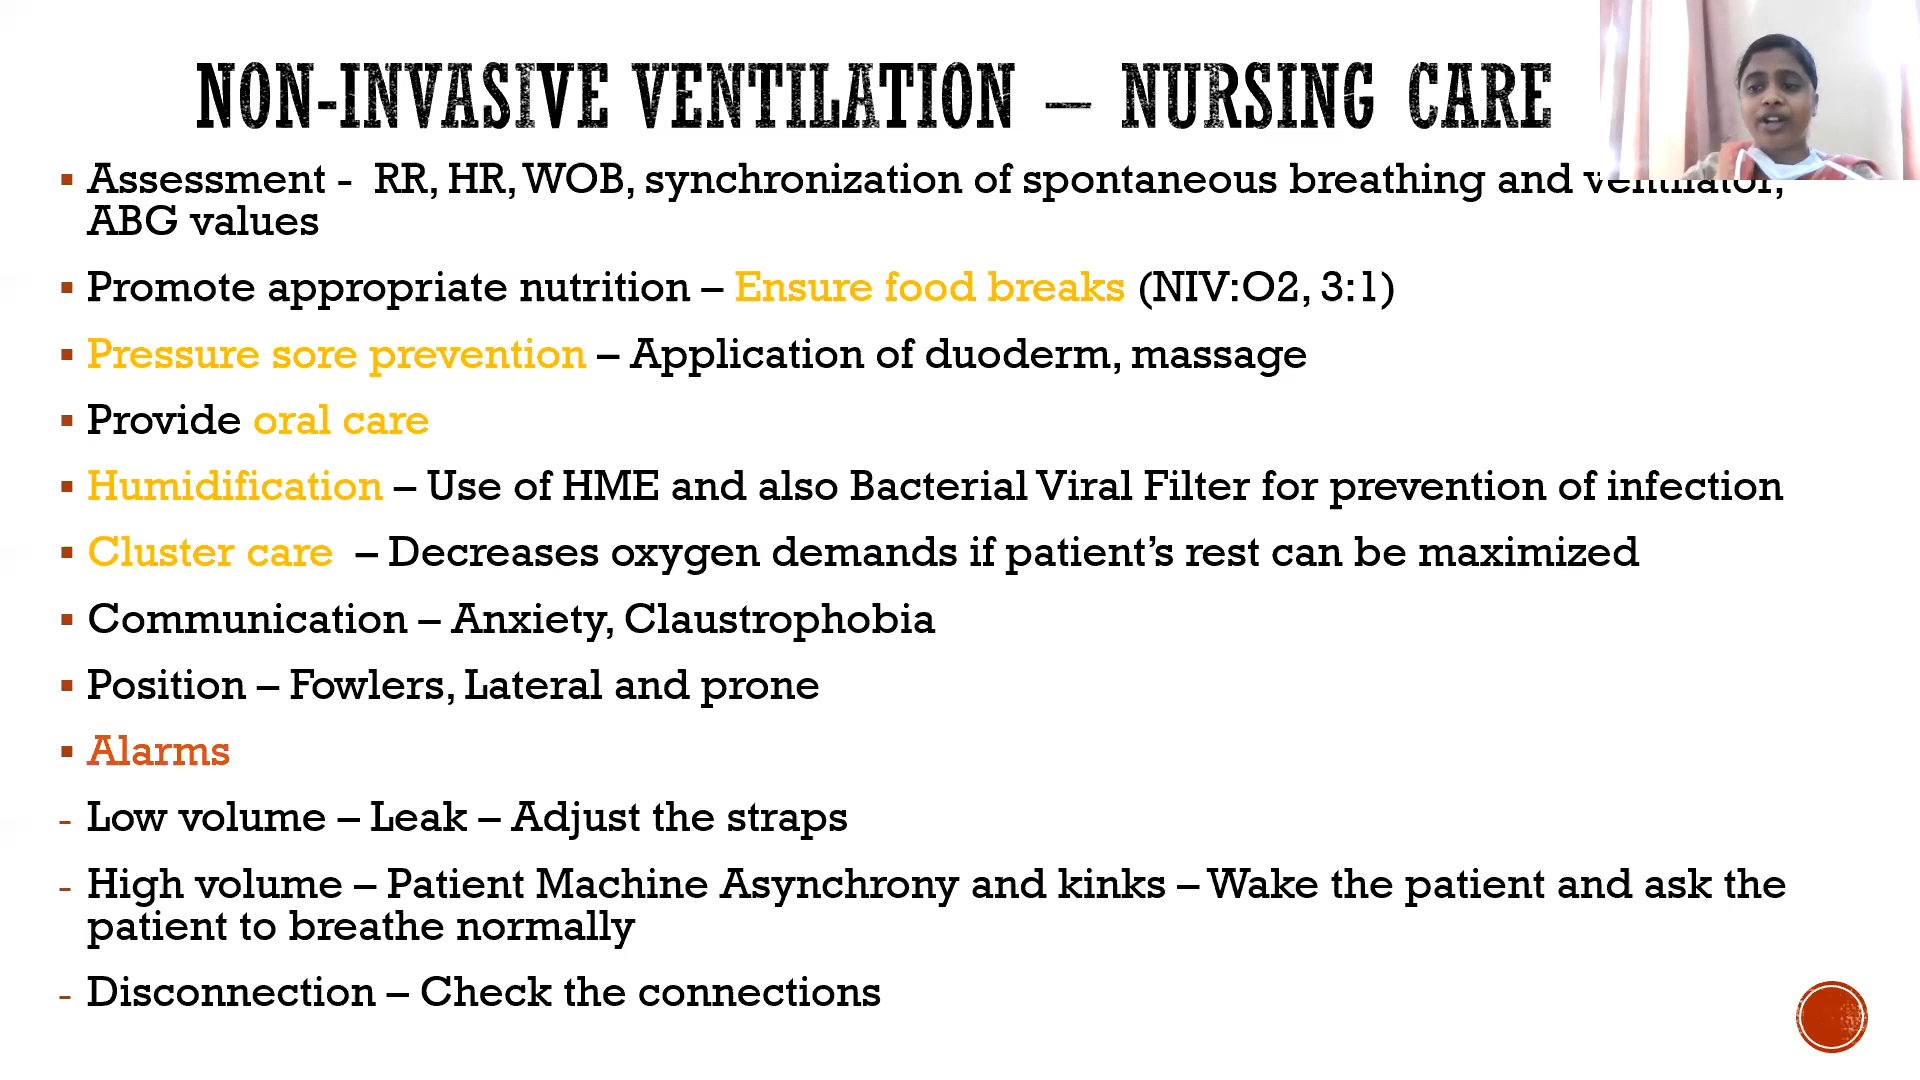 NON-INVASIVE VENTILATION – NURSING CARE
▪ Assessment - RR, HR, WOB, synchronization of spontaneous breathing and ventilator,
ABG values
▪ Promote appropriate nutrition – Ensure food breaks (NIV:O2, 3:1)
▪ Pressure sore prevention – Application of duoderm, massage
▪ Provide oral care
▪ Humidification – Use of HME and also Bacterial Viral Filter for prevention of infection
▪ Cluster care – Decreases oxygen demands if patient’s rest can be maximized
▪ Communication – Anxiety, Claustrophobia
▪ Position – Fowlers, Lateral and prone
▪ Alarms
- Low volume – Leak – Adjust the straps
- High volume – Patient Machine Asynchrony and kinks – Wake the patient and ask the
patient to breathe normally
- Disconnection – Check the connections